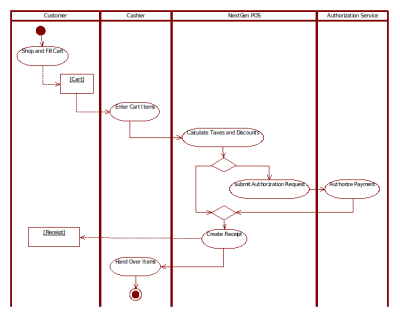 Customer Cashier NextGen POS Authorization Service
Shop and Fill Cart
[Cart]
Enter Cart Items
Calculate Taxes and Discounts
Submit Authorization Request Authorize Payment
[Receipt] Create Receipt
Hand Over Items